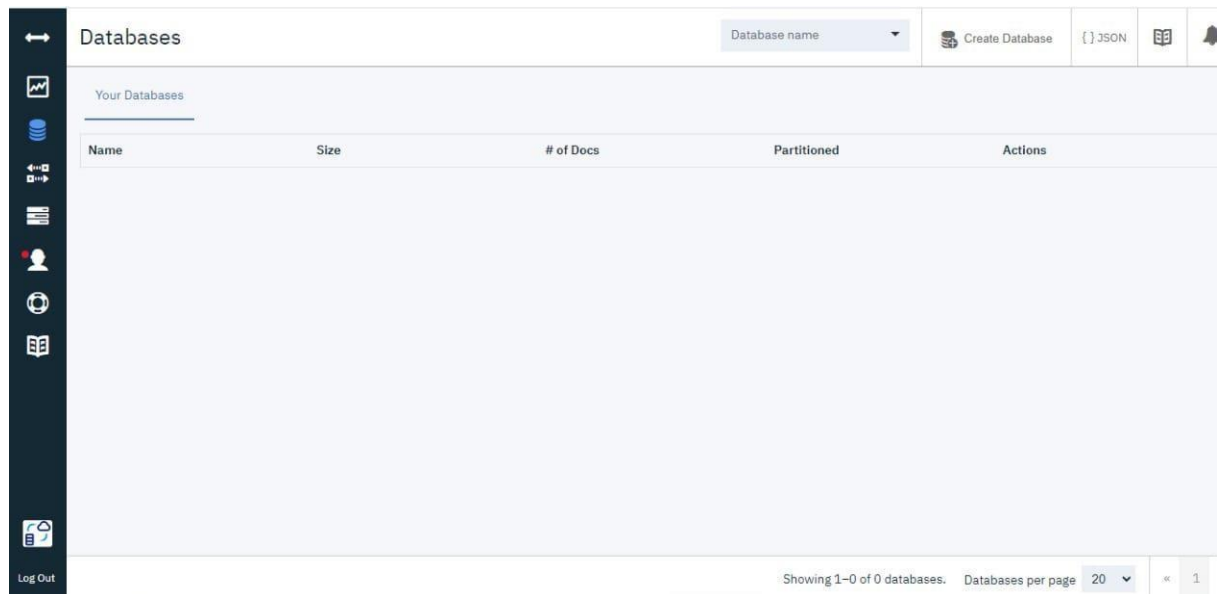 Databases
Database name
Create Database
{ } JSON
Your Databases
Name Size # of Docs Partitioned Actions
Log Out
Showing 1–0 of 0 databases. Databases per page 20 « 1